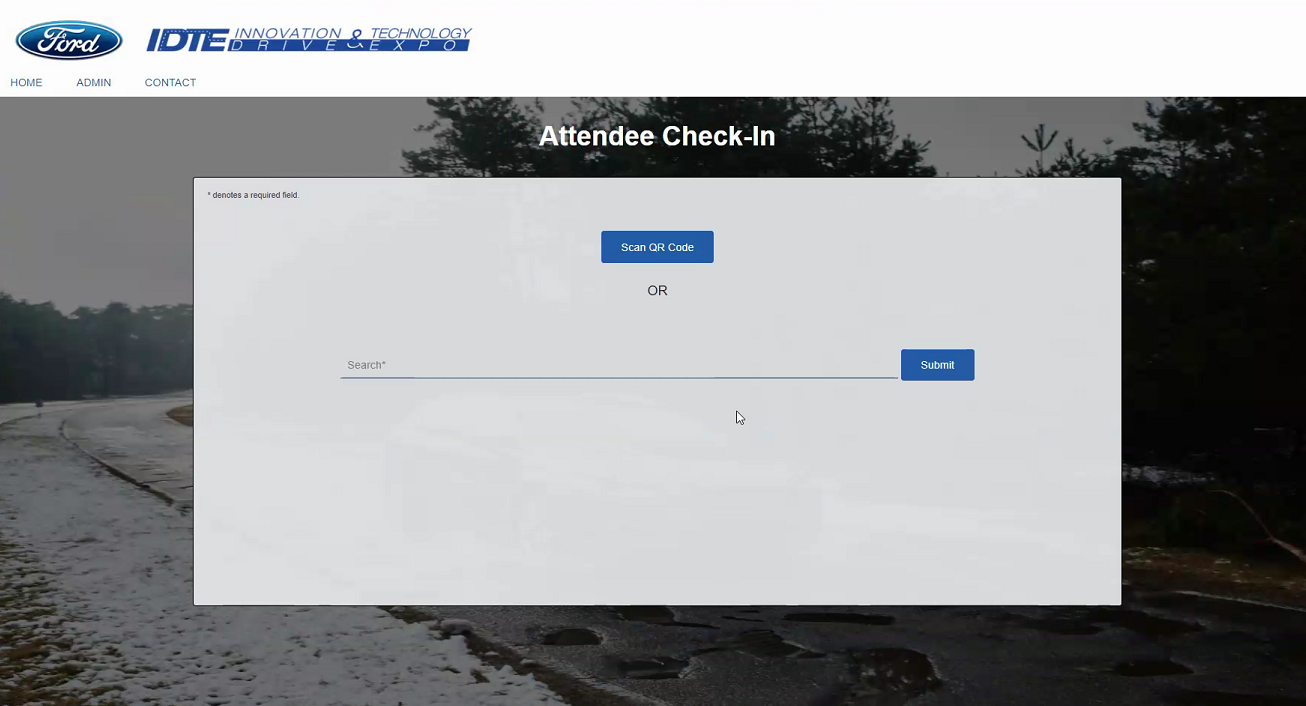 Ford
IDTE INNOVATION & TECHNOLOGY
DRIVE & EXPO
HOME ADMIN CONTACT
Attendee Check-In
* denotes a required field.
Scan QR Code
OR
Search* Submit